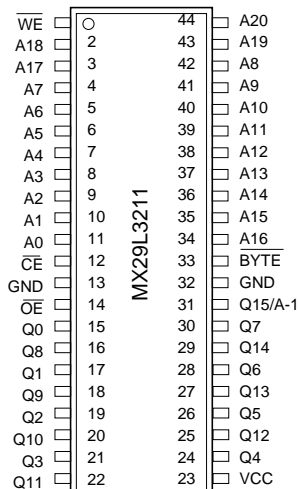 WE 44 A20
A18 2 43 A19
A17 3 42 A8
A7 4 41 A9
A6 5 40 A10
A5 6 39 A11
A4 7 38 A12
A3 8 37 A13
A2 9 36 A14
A1 10 35 A15
A0 11 34 A16
CE 12 33 BYTE
GND 13 32 GND
OE 14 31 Q15/A-1
Q0 15 30 Q7
Q8 16 29 Q14
Q1 17 28 Q6
Q9 18 27 Q13
Q2 19 26 Q5
Q10 20 25 Q12
Q3 21 24 Q4
Q11 22 23 VCC
MX29L3211